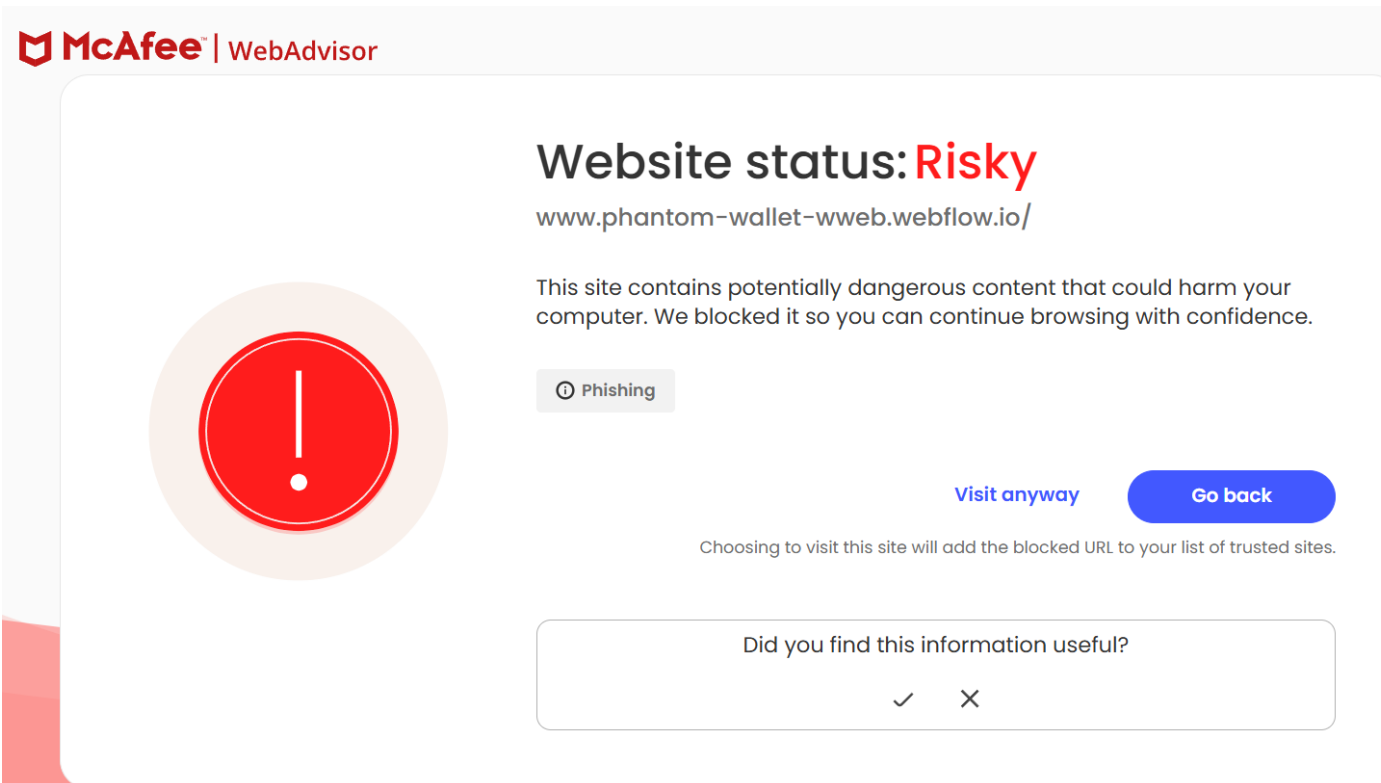 McAfee™ | WebAdvisor
Website status: Risky
www.phantom-wallet-wweb.webflow.io/
This site contains potentially dangerous content that could harm your
computer. We blocked it so you can continue browsing with confidence.
Phishing
Visit anyway
Go back
Choosing to visit this site will add the blocked URL to your list of trusted sites.
Did you find this information useful?